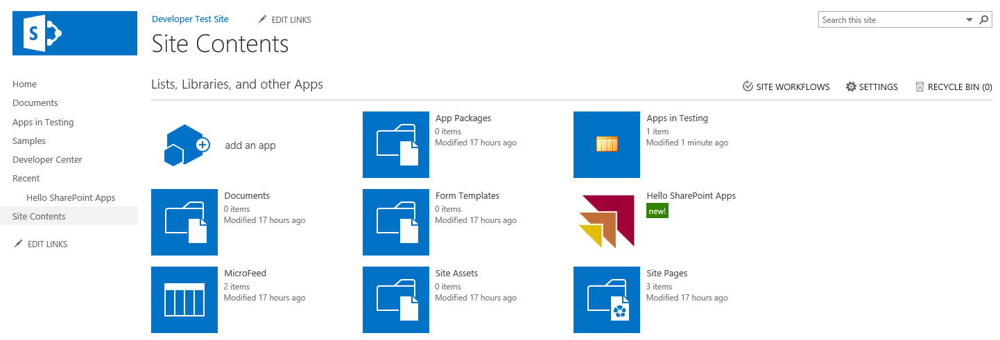 S
Developer Test Site
EDIT LINKS
Search this site
Site Contents
Home
Documents
Apps in Testing
Samples
Developer Center
Recent
Hello SharePoint Apps
Site Contents
EDIT LINKS
Lists, Libraries, and other Apps
SITE WORKFLOWS
SETTINGS
RECYCLE BIN (0)
add an app
App Packages
0 items
Modified 17 hours ago
Apps in Testing
1 item
Modified 1 minute ago
Documents
0 items
Modified 17 hours ago
Form Templates
0 items
Modified 17 hours ago
Hello SharePoint Apps
new!
MicroFeed
2 items
Modified 17 hours ago
Site Assets
0 items
Modified 17 hours ago
Site Pages
3 items
Modified 17 hours ago